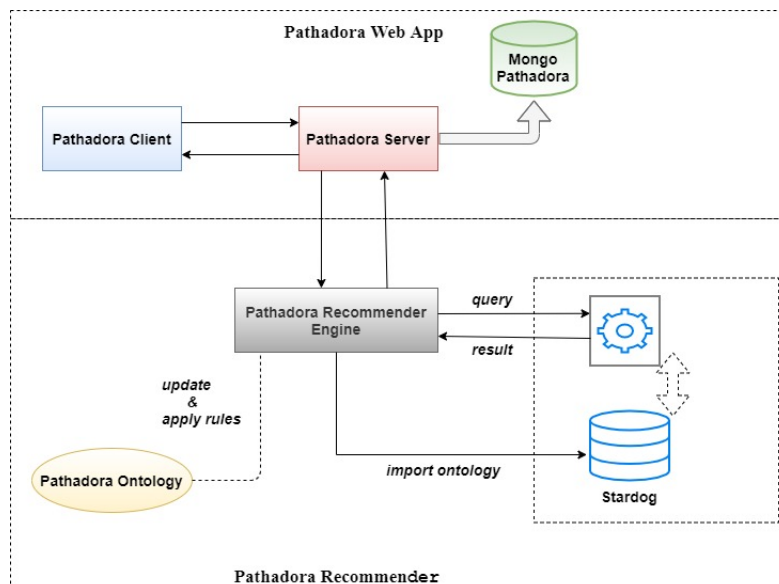 Pathadora Web App
Mongo
Pathadora
Pathadora Client
Pathadora Server
Pathadora Recommender
Engine
query
result
update
&
apply rules
Pathadora Ontology
import ontology
Stardog
Pathadora Recommender